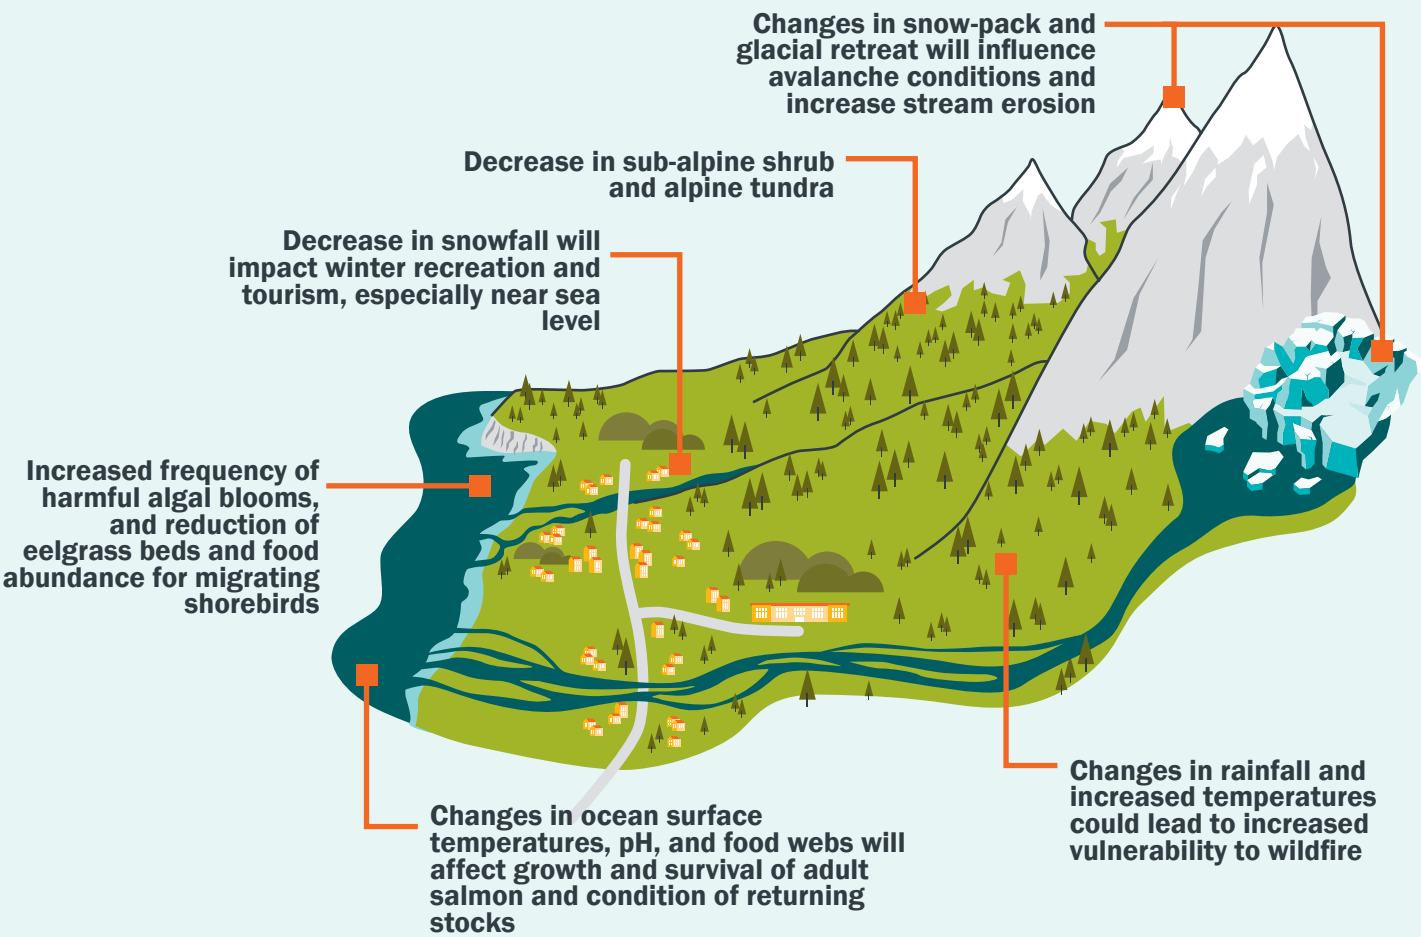 Changes in snow-pack and
glacial retreat will influence
avalanche conditions and
increase stream erosion
Decrease in sub-alpine shrub
and alpine tundra
Decrease in snowfall will
impact winter recreation and
tourism, especially near sea
level
Increased frequency of
harmful algal blooms,
and reduction of
eelgrass beds and food
abundance for migrating
shorebirds
Changes in rainfall and
increased temperatures
could lead to increased
vulnerability to wildfire
Changes in ocean surface
temperatures, pH, and food webs will
affect growth and survival of adult
salmon and condition of returning
stocks